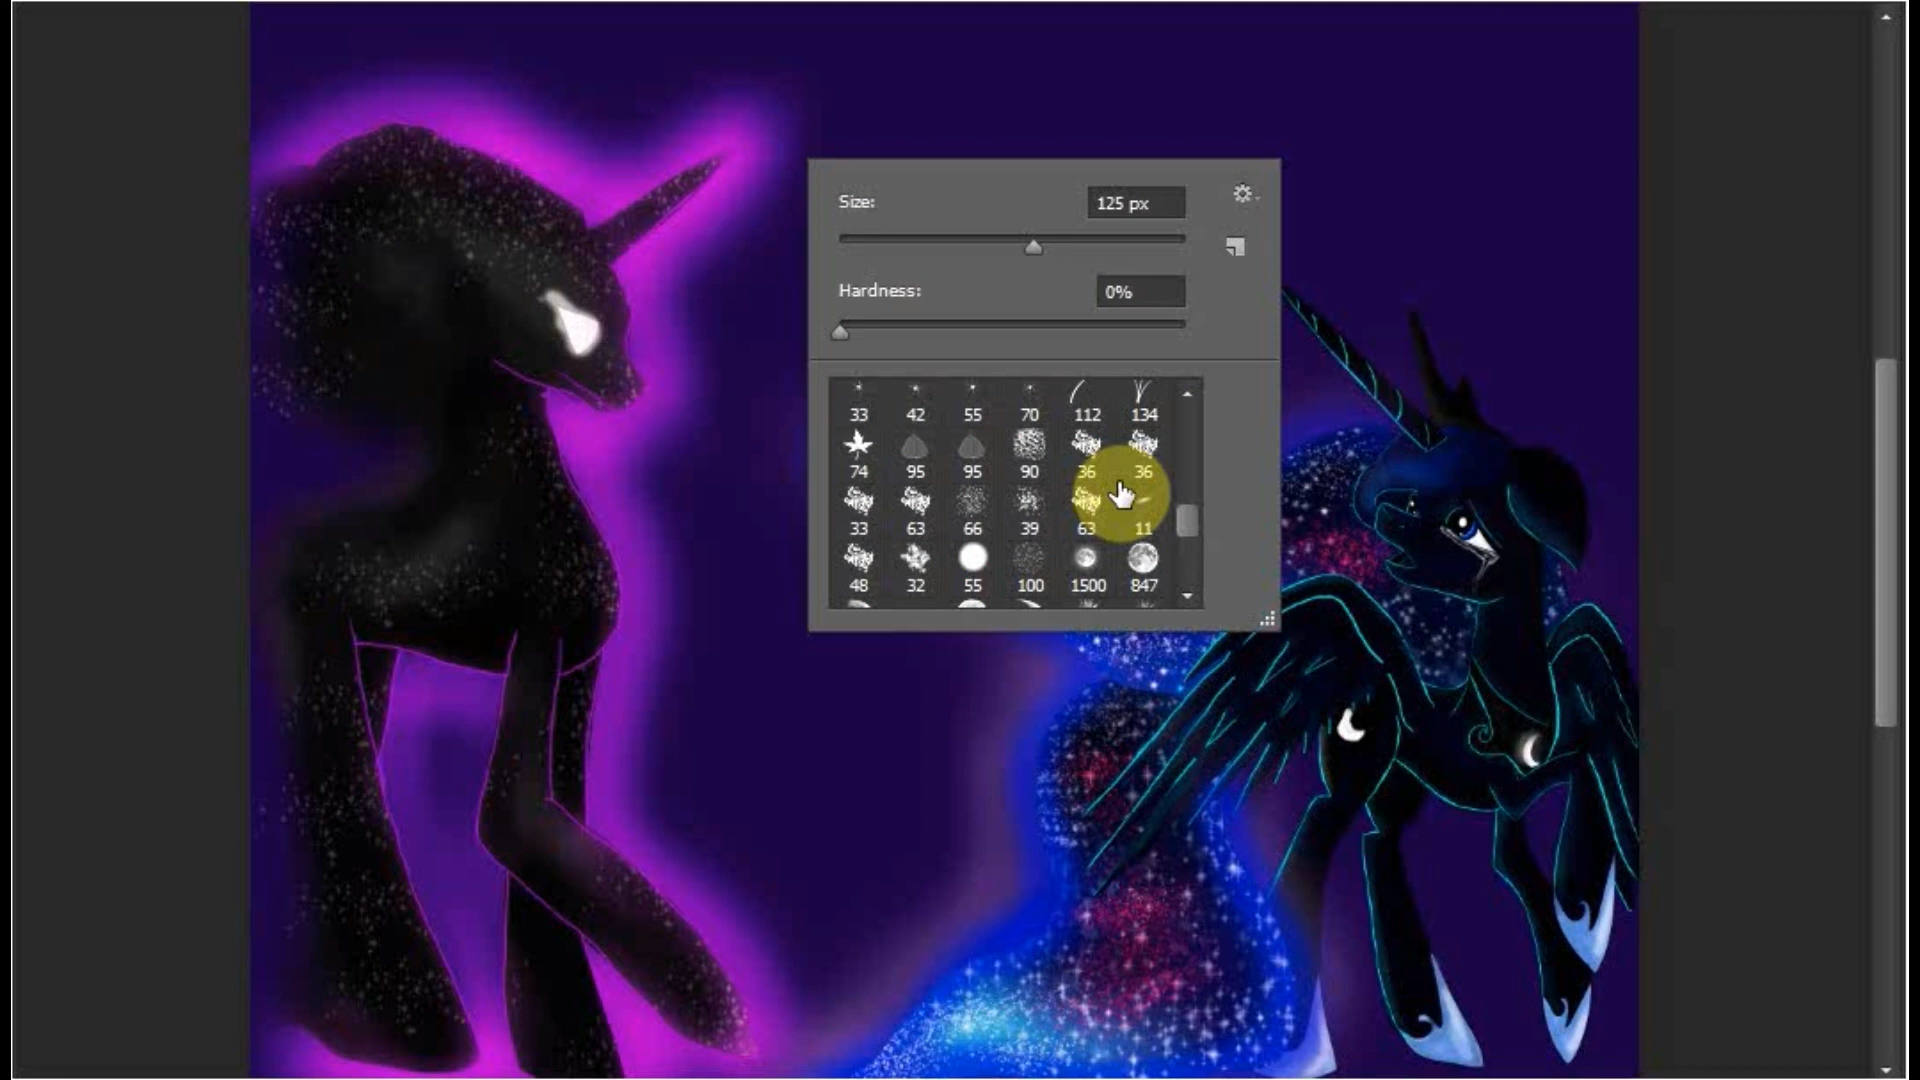 Size: 125 px
Hardness: 0%
33 42 55 70 112 134
74 95 95 90 36 36
33 63 66 39 63 11
48 32 55 100 1500 847